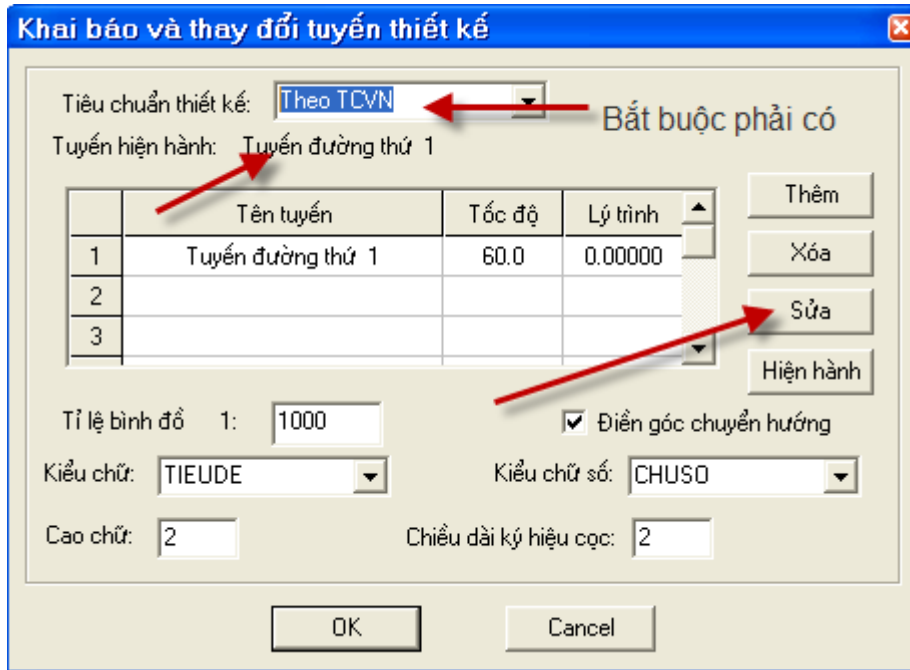 Khai báo và thay đổi tuyến thiết kế
Tiêu chuẩn thiết kế: Theo TCVN
Bắt buộc phải có
Tuyến hiện hành: Tuyến đường thứ 1
Tên tuyến Tốc độ Lý trình
1 Tuyến đường thứ 1 60.0 0.00000
2
3
Thêm
Xóa
Sửa
Hiện hành
Tỉ lệ bình đồ 1: 1000
Điền góc chuyển hướng
Kiểu chữ: TIEUDE
Kiểu chữ số: CHUSO
Cao chữ: 2
Chiều dài ký hiệu cọc: 2
OK Cancel